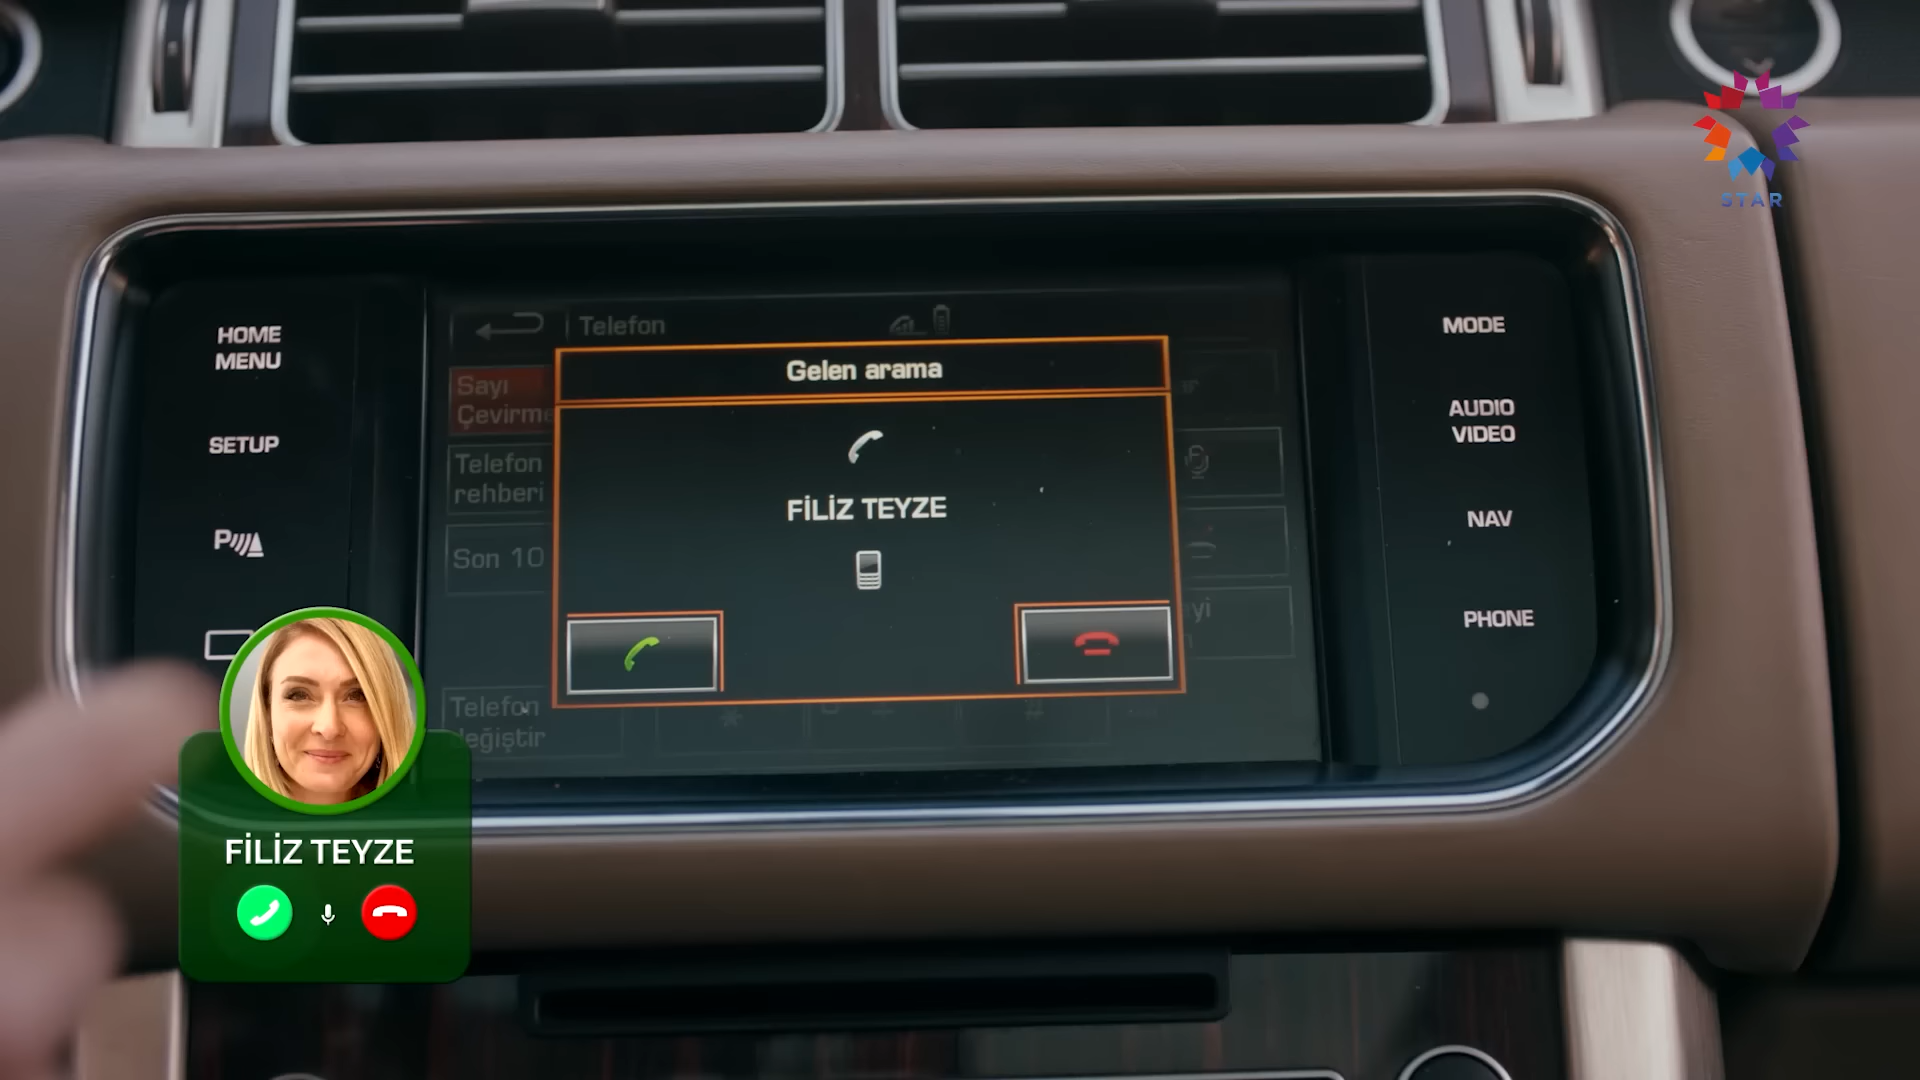 STAR
HOME
MENU
SETUP
P
Telefon
Gelen arama
Sayı
Çevirme
Telefon
rehberi
Son 10
FİLİZ TEYZE
Telefon
değiştir
*
#
MODE
AUDIO
VIDEO
NAV
PHONE
FİLİZ TEYZE